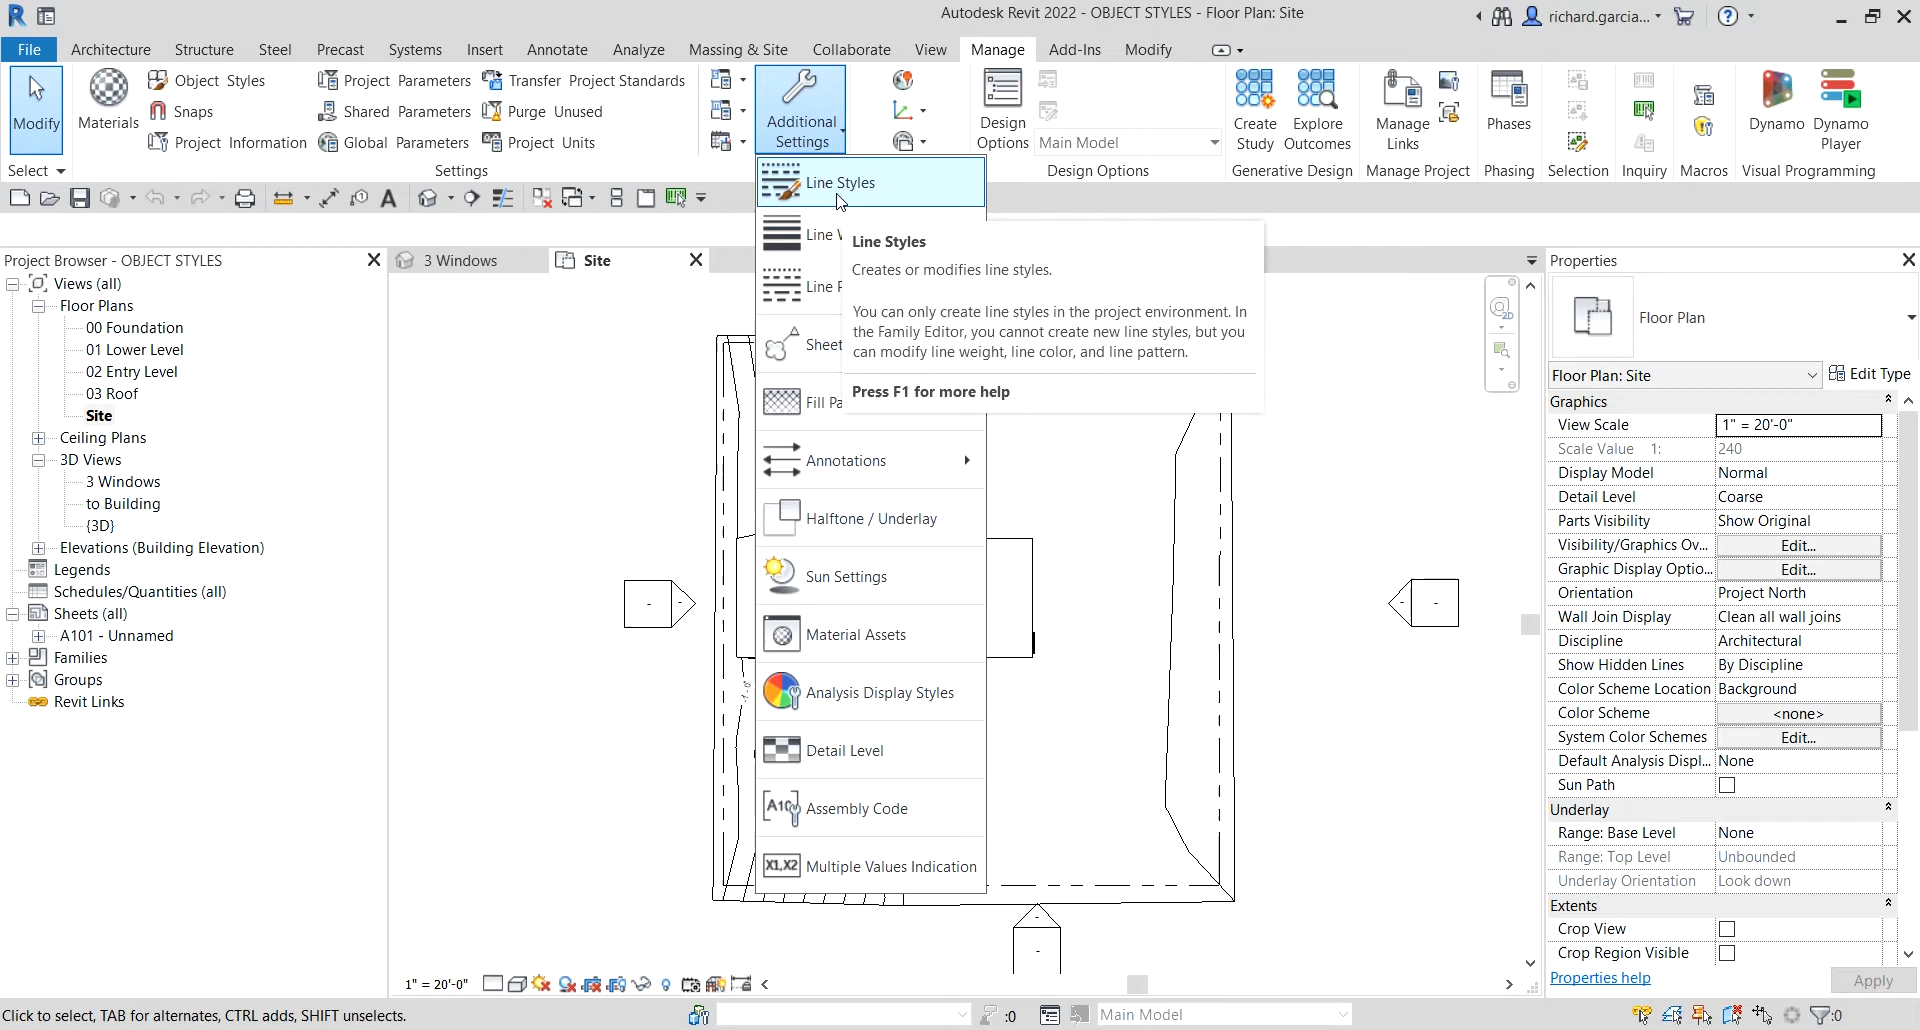 Autodesk Revit 2022 - OBJECT STYLES - Floor Plan: Site
richard.garcia...
File Architecture Structure Steel Precast Systems Insert Annotate Analyze Massing & Site Collaborate View Manage Add-Ins Modify
Modify
Select
Materials
Object Styles
Snaps
Project Information
Project Parameters
Shared Parameters
Global Parameters
Transfer Project Standards
Purge Unused
Project Units
Settings
Additional
Settings
Design
Options
Main Model
Design Options
Create
Study
Explore
Outcomes
Generative Design
Manage
Links
Manage Project
Phases
Phasing
Selection
Inquiry
Macros
Dynamo
Dynamo
Player
Visual Programming
Line Styles
Line
Line
Sheet
Fill Pa
Annotations
Halftone / Underlay
Sun Settings
Material Assets
Analysis Display Styles
Detail Level
Assembly Code
Multiple Values Indication
Line Styles
Creates or modifies line styles.
You can only create line styles in the project environment. In
the Family Editor, you cannot create new line styles, but you
can modify line weight, line color, and line pattern.
Press F1 for more help
Project Browser - OBJECT STYLES
Views (all)
Floor Plans
00 Foundation
01 Lower Level
02 Entry Level
03 Roof
Site
Ceiling Plans
3D Views
3 Windows
to Building
{3D}
Elevations (Building Elevation)
Legends
Schedules/Quantities (all)
Sheets (all)
A101 - Unnamed
Families
Groups
Revit Links
3 Windows
Site
2D
Properties
Floor Plan
Floor Plan: Site
Edit Type
Graphics
View Scale 1" = 20'-0"
Scale Value 1: 240
Display Model Normal
Detail Level Coarse
Parts Visibility Show Original
Visibility/Graphics Ov... Edit...
Graphic Display Optio... Edit...
Orientation Project North
Wall Join Display Clean all wall joins
Discipline Architectural
Show Hidden Lines By Discipline
Color Scheme Location Background
Color Scheme <none>
System Color Schemes Edit...
Default Analysis Displ... None
Sun Path
Underlay
Range: Base Level None
Range: Top Level Unbounded
Underlay Orientation Look down
Extents
Crop View
Crop Region Visible
Properties help
Apply
1" = 20'-0"
Click to select, TAB for alternates, CTRL adds, SHIFT unselects.
:0
Main Model
:0